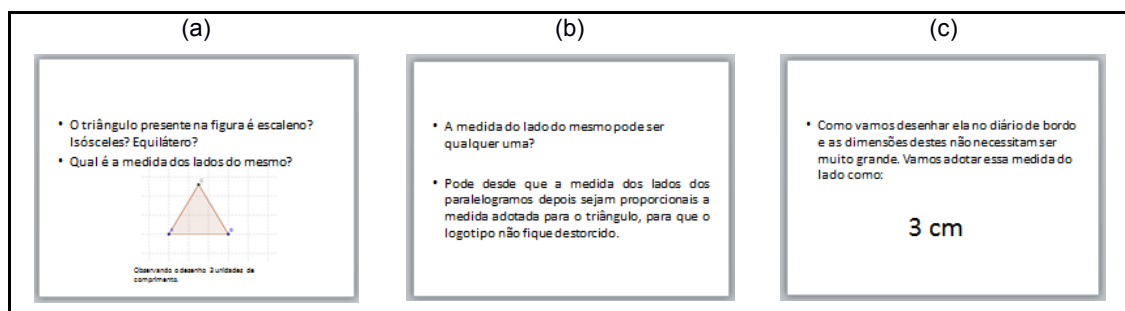 (a)
(b)
(c)
• O triângulo presente na figura é escaleno?
Isósceles? Equilátero?
• Qual é a medida dos lados do mesmo?
Observando o desenho 3 unidades de
comprimento.
• A medida do lado do mesmo pode ser
qualquer uma?
• Pode desde que a medida dos lados dos
paralelogramos depois sejam proporcionais a
medida adotada para o triângulo, para que o
logotipo não fique destorcido.
• Como vamos desenhar ela no diário de bordo
e as dimensões destes não necessitam ser
muito grande. Vamos adotar essa medida do
lado como:
3 cm